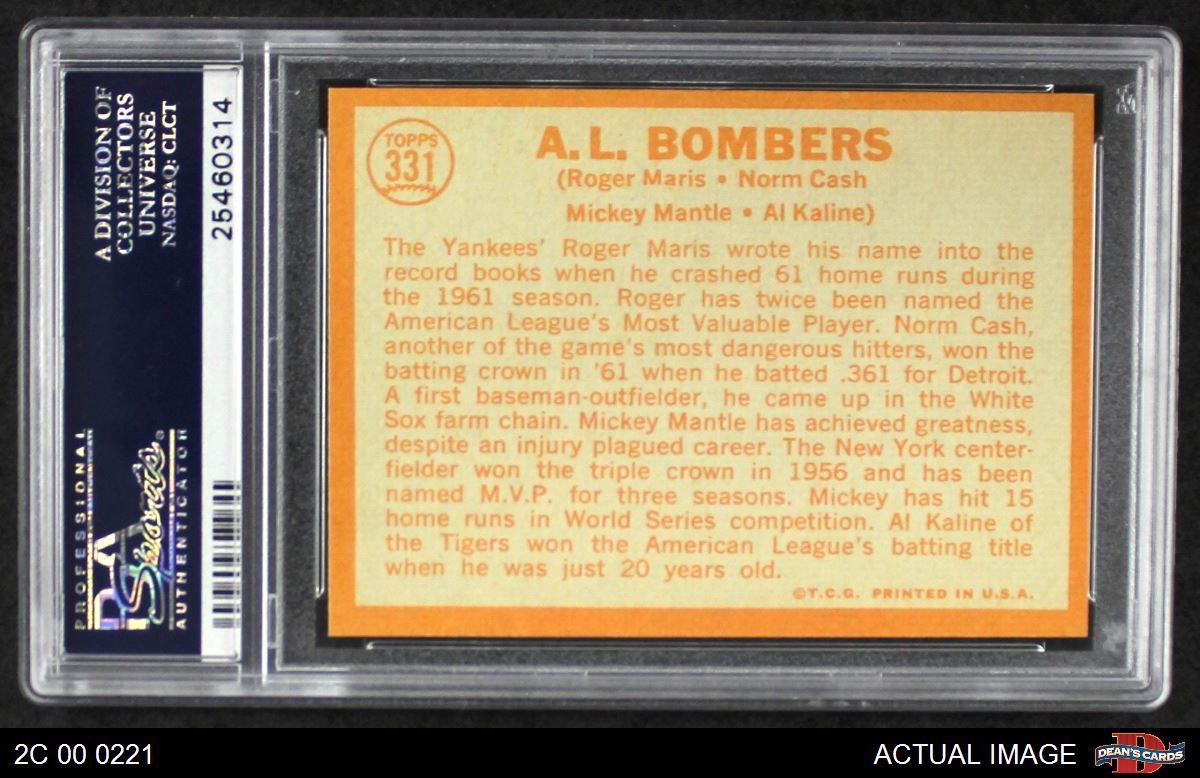 A DIVISION OF
COLLECTORS
UNIVERSE
NASDAQ: CLCT
25460314
PROFESSIONAL
Sports
AUTHENTICATOR
TOPPS
331
A.L. BOMBERS
(Roger Maris • Norm Cash
Mickey Mantle • Al Kaline)
The Yankees' Roger Maris wrote his name into the
record books when he crashed 61 home runs during
the 1961 season. Roger has twice been named the
American League's Most Valuable Player. Norm Cash,
another of the game's most dangerous hitters, won the
batting crown in '61 when he batted .361 for Detroit.
A first baseman-outfielder, he came up in the White
Sox farm chain. Mickey Mantle has achieved greatness,
despite an injury plagued career. The New York center-
fielder won the triple crown in 1956 and has been
named M.V.P. for three seasons. Mickey has hit 15
home runs in World Series competition. Al Kaline of
the Tigers won the American League's batting title
when he was just 20 years old.
©T.C.G. PRINTED IN U.S.A.
2C 00 0221
ACTUAL IMAGE
DEAN'S CARDS